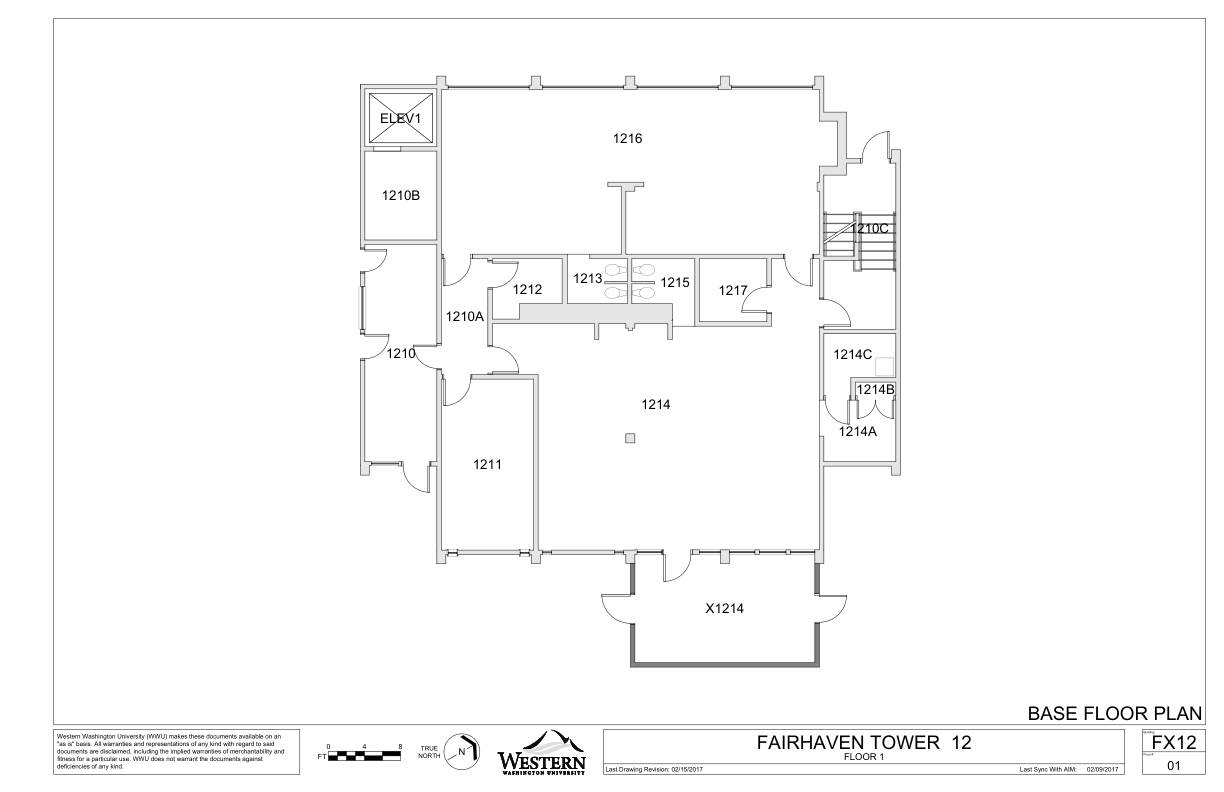 ELEV1
1216
1210B
1210C
1213
1215
1212
1217
1210A
1210
1214C
1214B
1214
1214A
1211
X1214
BASE FLOOR PLAN
Western Washington University (WWU) makes these documents available on an
"as is" basis. All warranties and representations of any kind with regard to said
documents are disclaimed, including the implied warranties of merchantability and
fitness for a particular use. WWU does not warrant the documents against
deficiencies of any kind.
0 4 8
FT
TRUE
NORTH
N
WESTERN
WASHINGTON UNIVERSITY
FAIRHAVEN TOWER 12
FLOOR 1
Last Drawing Revision: 02/15/2017
Last Sync With AIM: 02/09/2017
FX12
01